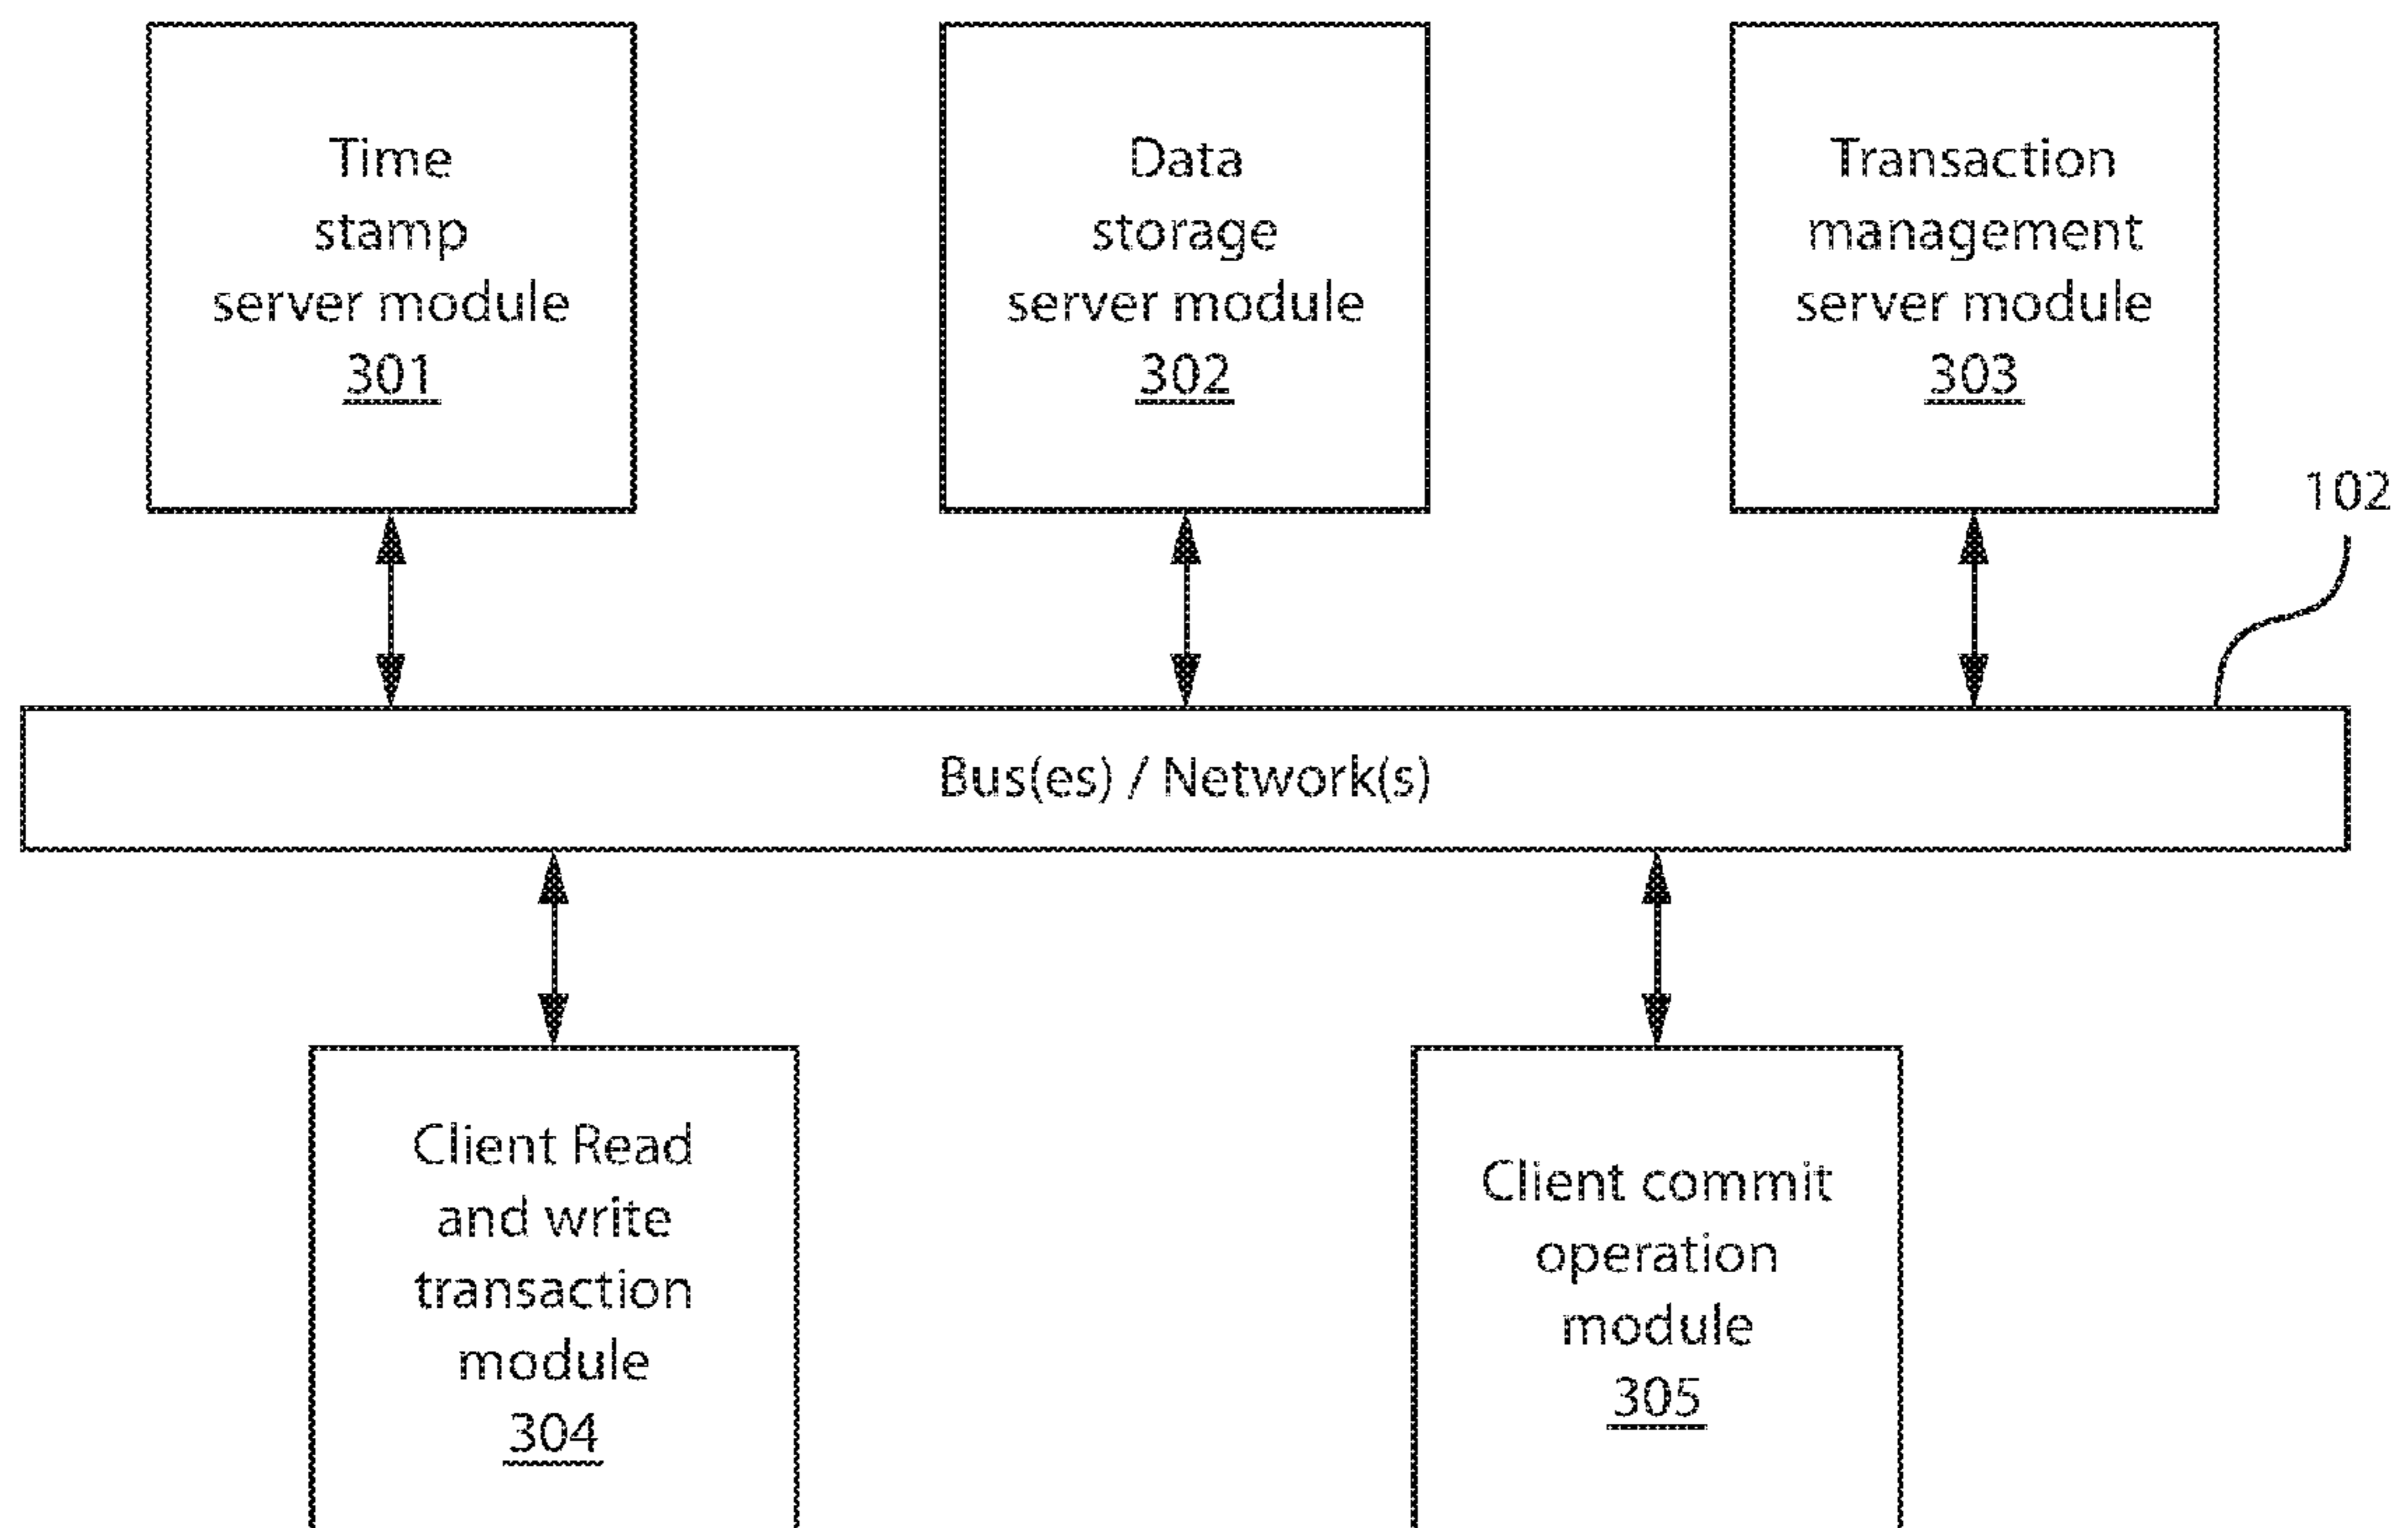 Time
stamp
server module
301
Data
storage
server module
302
Transaction
management
server module
303
102
Bus(es) / Network(s)
Client Read
and write
transaction
module
304
Client commit
operation
module
305